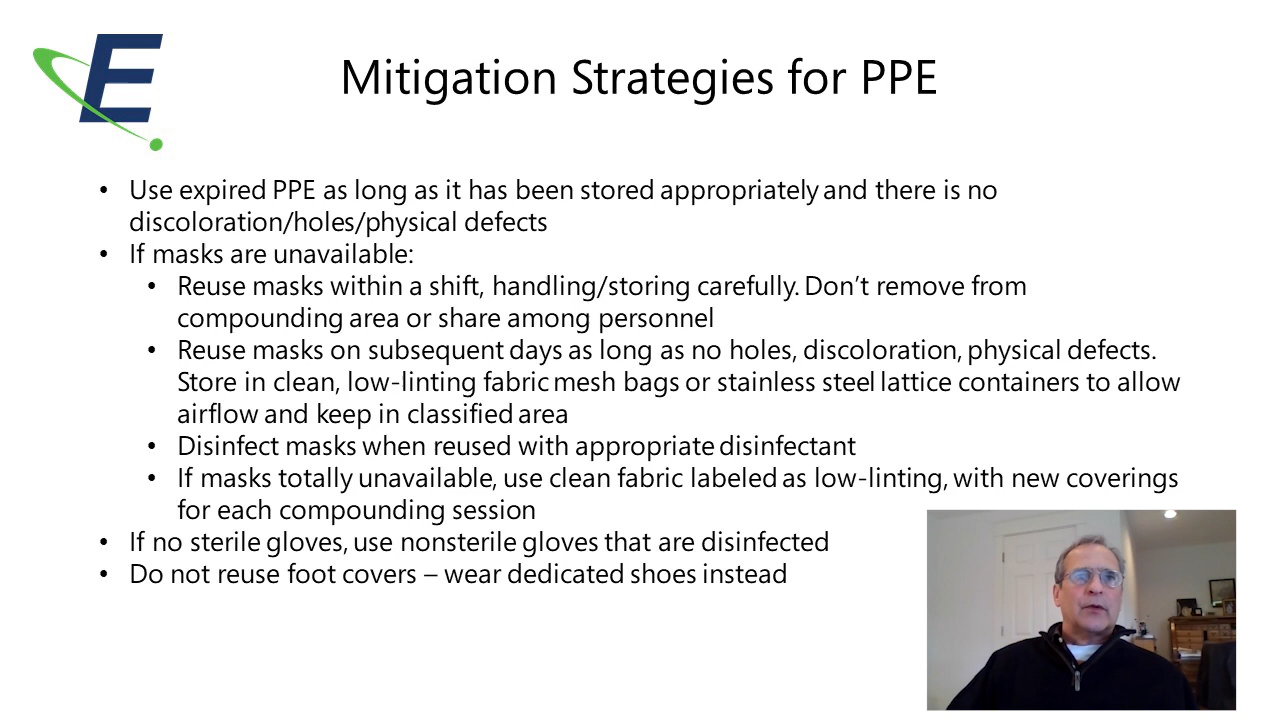 E
Mitigation Strategies for PPE
• Use expired PPE as long as it has been stored appropriately and there is no
discoloration/holes/physical defects
• If masks are unavailable:
• Reuse masks within a shift, handling/storing carefully. Don’t remove from
compounding area or share among personnel
• Reuse masks on subsequent days as long as no holes, discoloration, physical defects.
Store in clean, low-linting fabric mesh bags or stainless steel lattice containers to allow
airflow and keep in classified area
• Disinfect masks when reused with appropriate disinfectant
• If masks totally unavailable, use clean fabric labeled as low-linting, with new coverings
for each compounding session
• If no sterile gloves, use nonsterile gloves that are disinfected
• Do not reuse foot covers – wear dedicated shoes instead